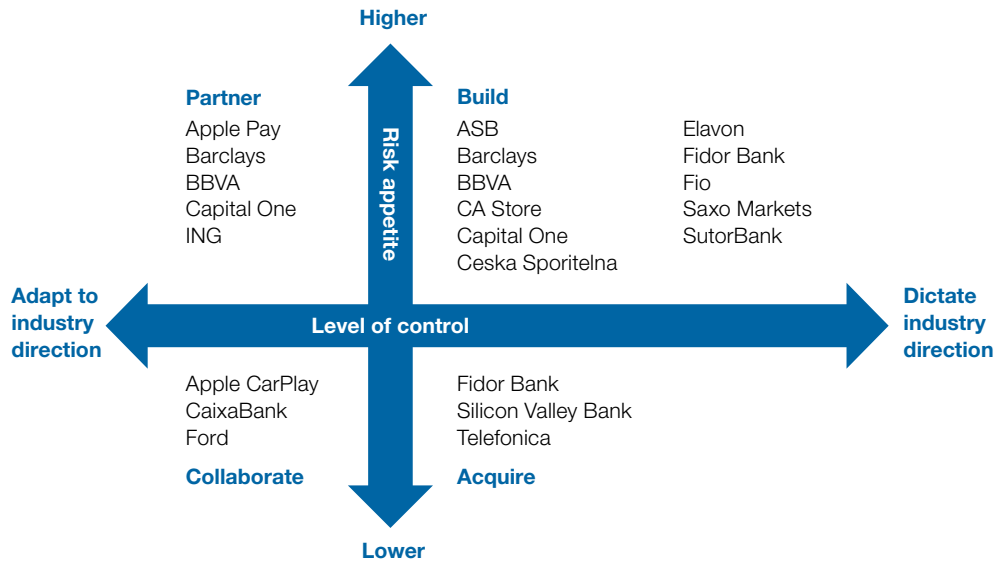 Higher
Partner
Apple Pay
Barclays
BBVA
Capital One
ING
Risk appetite
Build
ASB
Barclays
BBVA
CA Store
Capital One
Ceska Sporitelna
Elavon
Fidor Bank
Fio
Saxo Markets
SutorBank
Adapt to
industry
direction
Level of control
Dictate
industry
direction
Apple CarPlay
CaixaBank
Ford
Collaborate
Fidor Bank
Silicon Valley Bank
Telefonica
Acquire
Lower